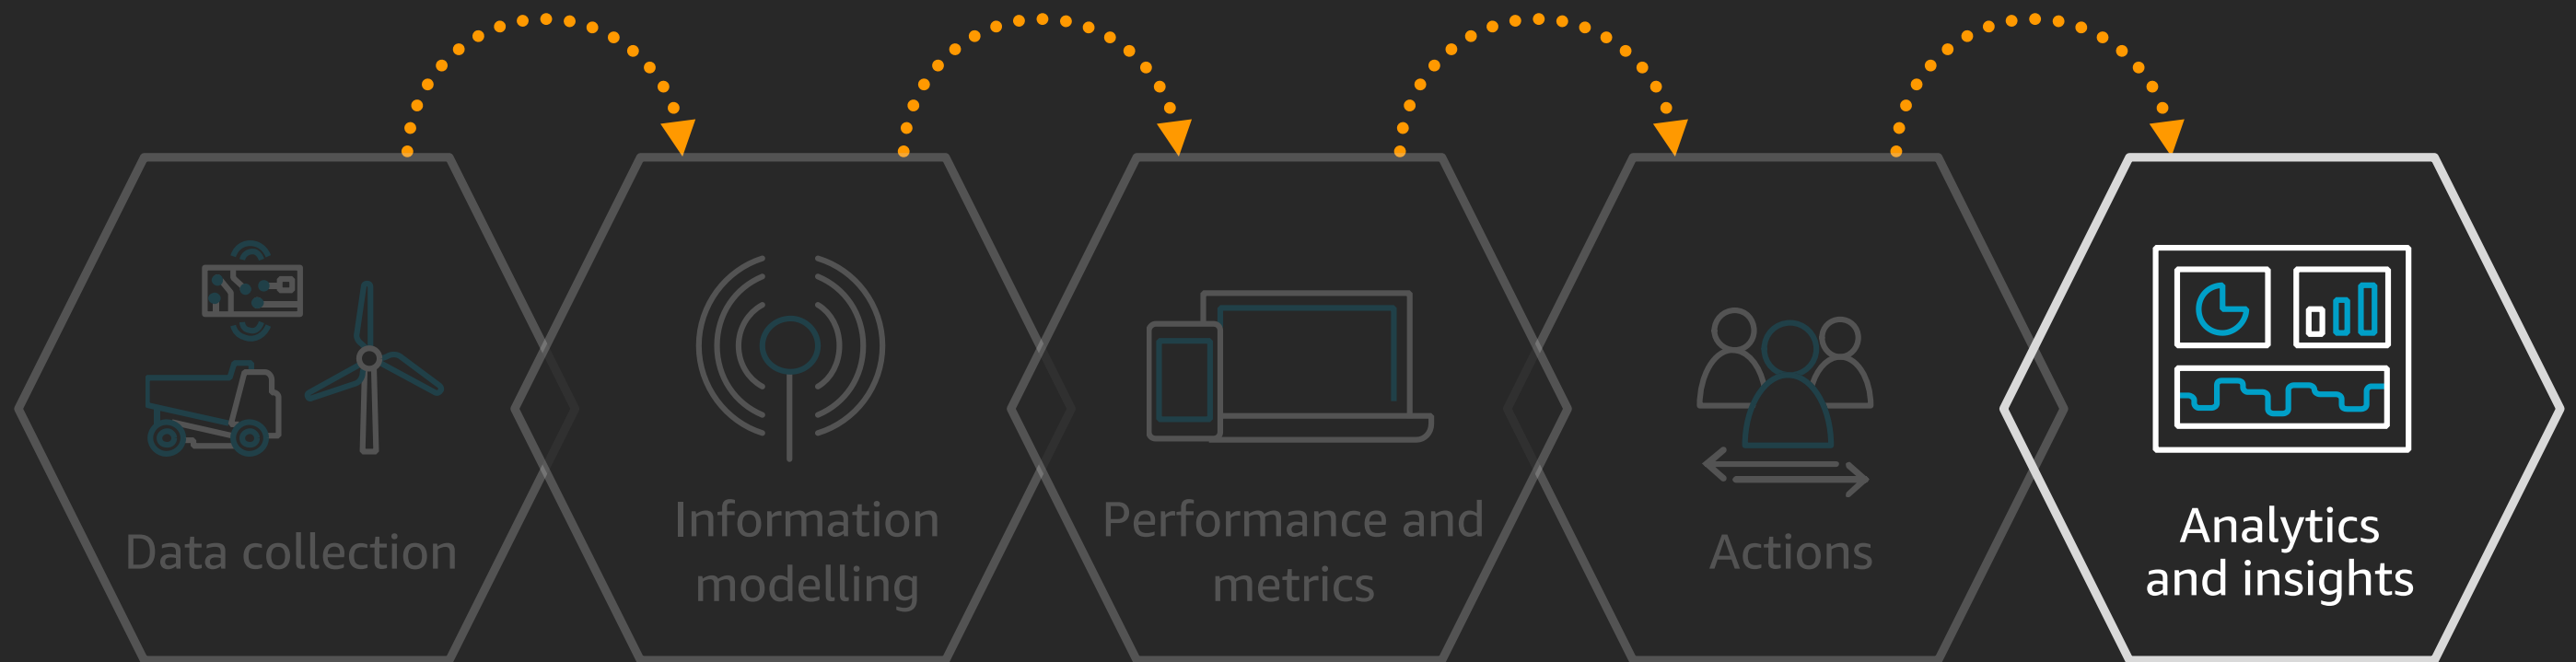 Data collection
Information
modelling
Performance and
metrics
Actions
Analytics
and insights